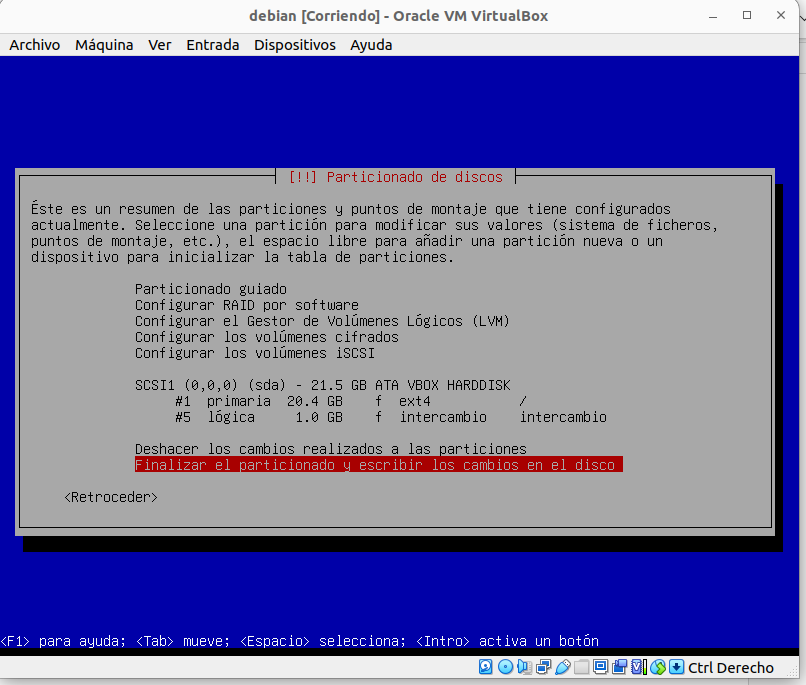 debian [Corriendo] - Oracle VM VirtualBox
Archivo Máquina Ver Entrada Dispositivos Ayuda
[!!] Particionado de discos
Éste es un resumen de las particiones y puntos de montaje que tiene configurados
actualmente. Seleccione una partición para modificar sus valores (sistema de ficheros,
puntos de montaje, etc.), el espacio libre para añadir una partición nueva o un
dispositivo para inicializar la tabla de particiones.
Particionado guiado
Configurar RAID por software
Configurar el Gestor de Volúmenes Lógicos (LVM)
Configurar los volúmenes cifrados
Configurar los volúmenes iSCSI
SCSI1 (0,0,0) (sda) - 21.5 GB ATA VBOX HARDDISK
#1 primaria 20.4 GB f ext4 /
#5 lógica 1.0 GB f intercambio intercambio
Deshacer los cambios realizados a las particiones
Finalizar el particionado y escribir los cambios en el disco
<Retroceder>
<F1> para ayuda; <Tab> mueve; <Espacio> selecciona; <Intro> activa un botón
Ctrl Derecho